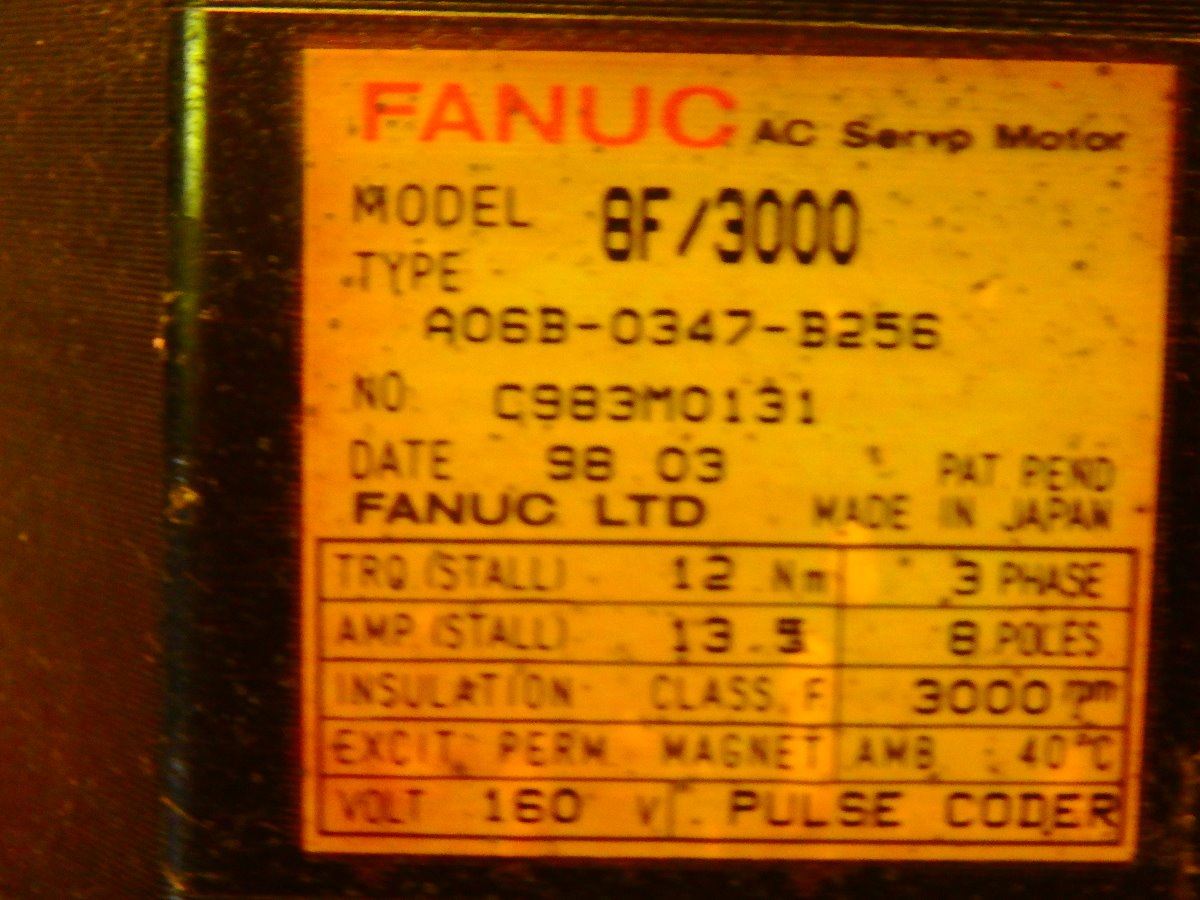 FANUC AC Servo Motor
MODEL 8F/3000
TYPE
A06B-0347-B256
NO. C983M0131
DATE 98.03 PAT. PEND.
FANUC LTD MADE IN JAPAN
TRQ.(STALL) 12 Nm 3 PHASE
AMP.(STALL) 13.5 8 POLES
INSULATION CLASS. F 3000 rpm
EXCIT. PERM. MAGNET AMB. 40°C
VOLT 160 V PULSE CODER